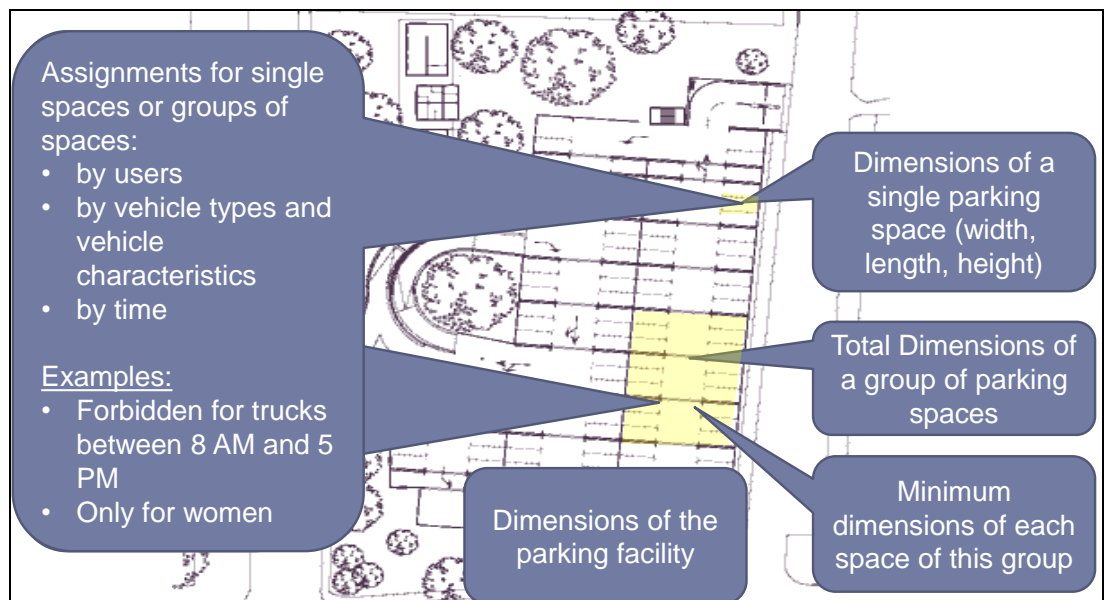 Assignments for single
spaces or groups of
spaces:
• by users
• by vehicle types and
vehicle
characteristics
• by time
Examples:
• Forbidden for trucks
between 8 AM and 5
PM
• Only for women
Dimensions of a
single parking
space (width,
length, height)
Total Dimensions of
a group of parking
spaces
Minimum
dimensions of each
space of this group
Dimensions of the
parking facility